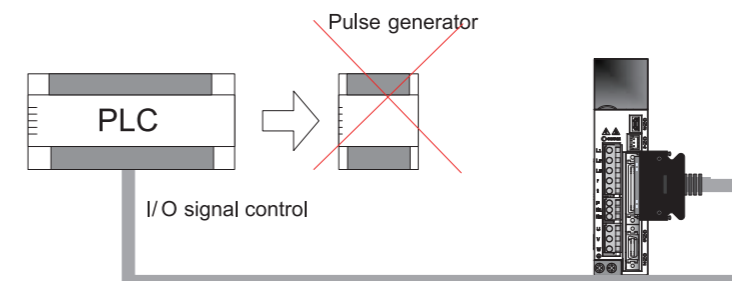 Pulse generator
PLC
I/O signal control